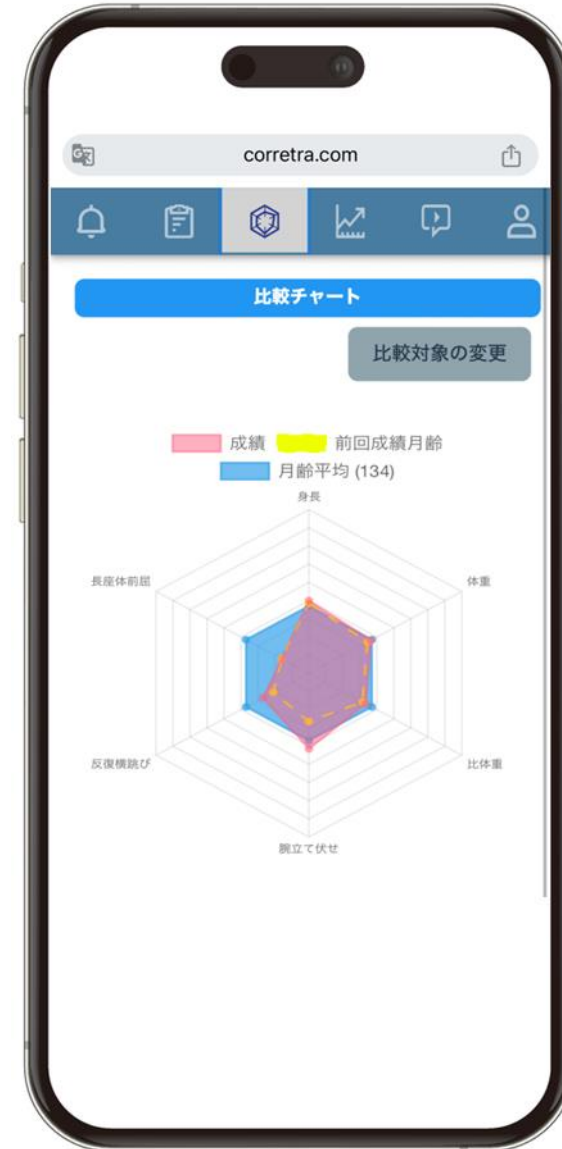 corretra.com
比較チャート
比較対象の変更
成績 前回成績月齢
月齢平均 (134)
身長
長座体前屈 体重
反復横跳び 比体重
腕立て伏せ